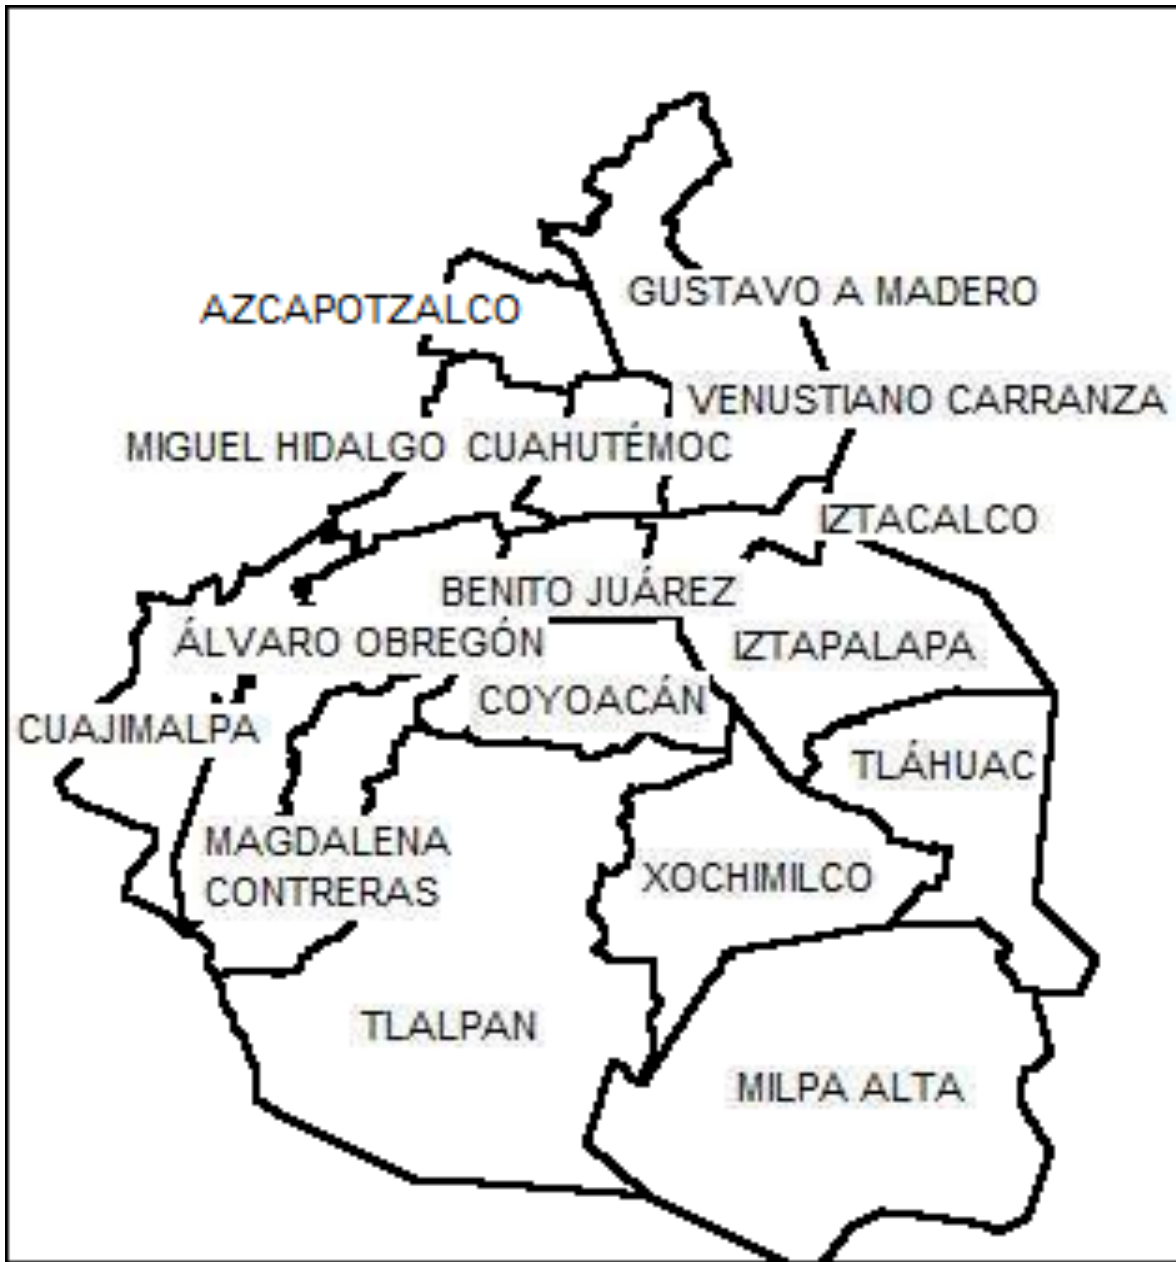 GUSTAVO A MADERO
AZCAPOTZALCO
VENUSTIANO CARRANZA
MIGUEL HIDALGO
CUAHUTÉMOC
IZTACALCO
BENITO JUÁREZ
ÁLVARO OBREGÓN
IZTAPALAPA
COYOACÁN
CUAJIMALPA
TLÁHUAC
MAGDALENA
CONTRERAS
XOCHIMILCO
TLALPAN
MILPA ALTA